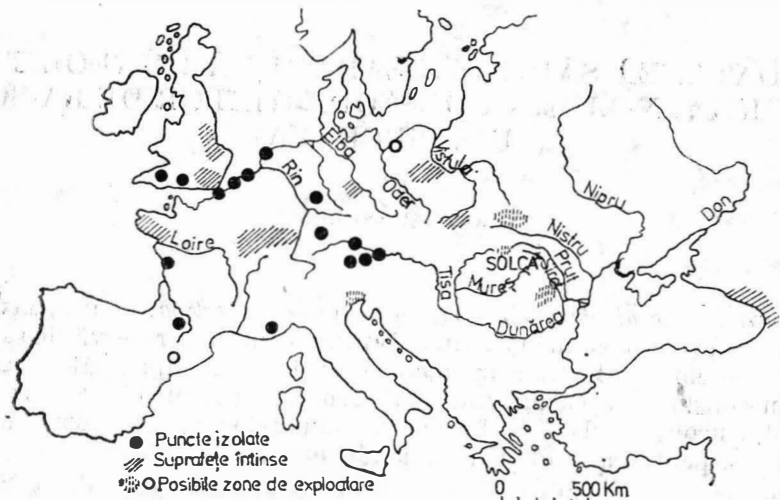 Elba
Vistula
Rin
Oder
Nipru
Don
Loire
Nistru
SOLCA
Prut
Tisa
Mureș
Dunărea
Puncte izolate
Suprafețe întinse
Posibile zone de exploatare
0 500 Km